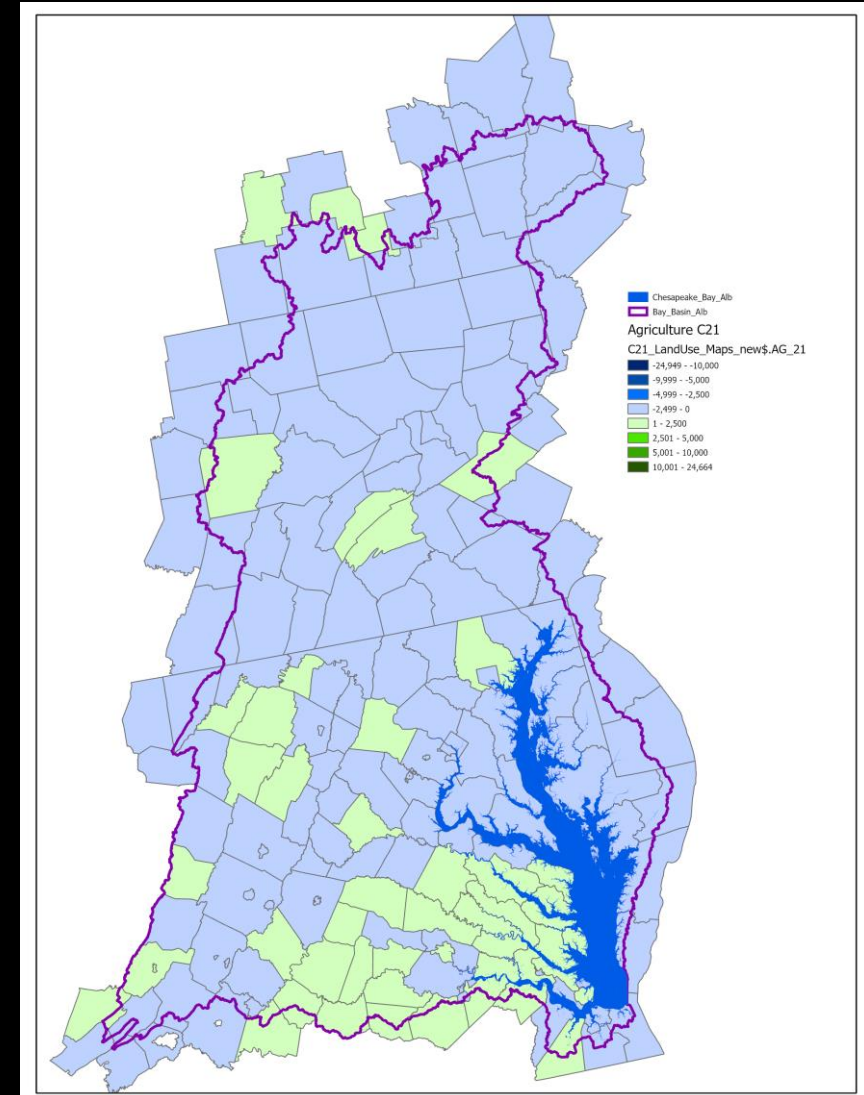 Chesapeake_Bay_Alb
Bay_Basin_Alb
Agriculture C21
C21_LandUse_Maps_new$.AG_21
-24,949 - -10,000
-9,999 - -5,000
-4,999 - -2,500
-2,499 - 0
1 - 2,500
2,501 - 5,000
5,001 - 10,000
10,001 - 24,664